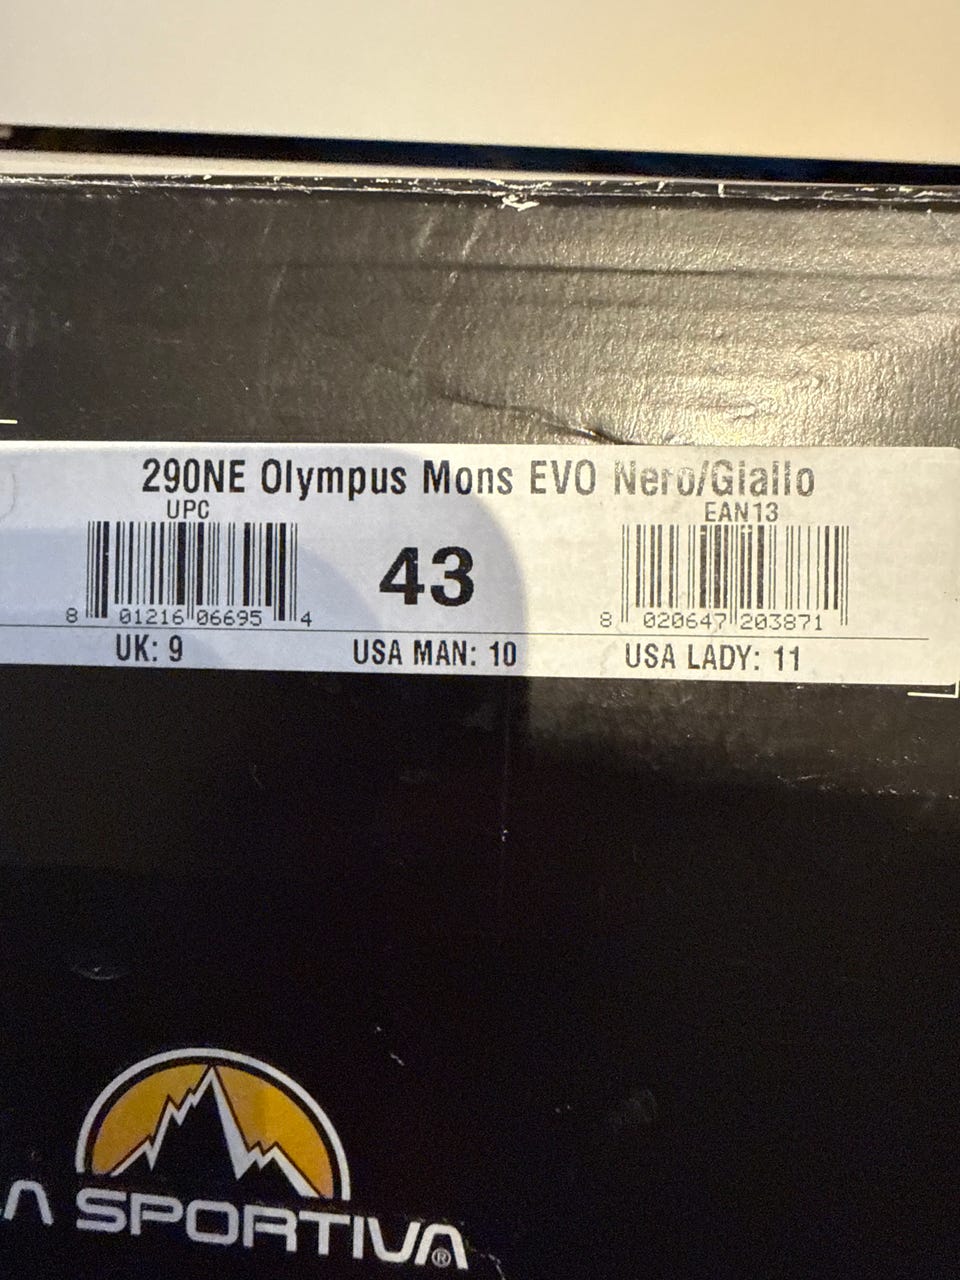 290NE Olympus Mons EVO Nero/Giallo
UPC
EAN13
43
8 01216 06695 4
8 020647 203871
UK: 9
USA MAN: 10
USA LADY: 11
LA SPORTIVA®